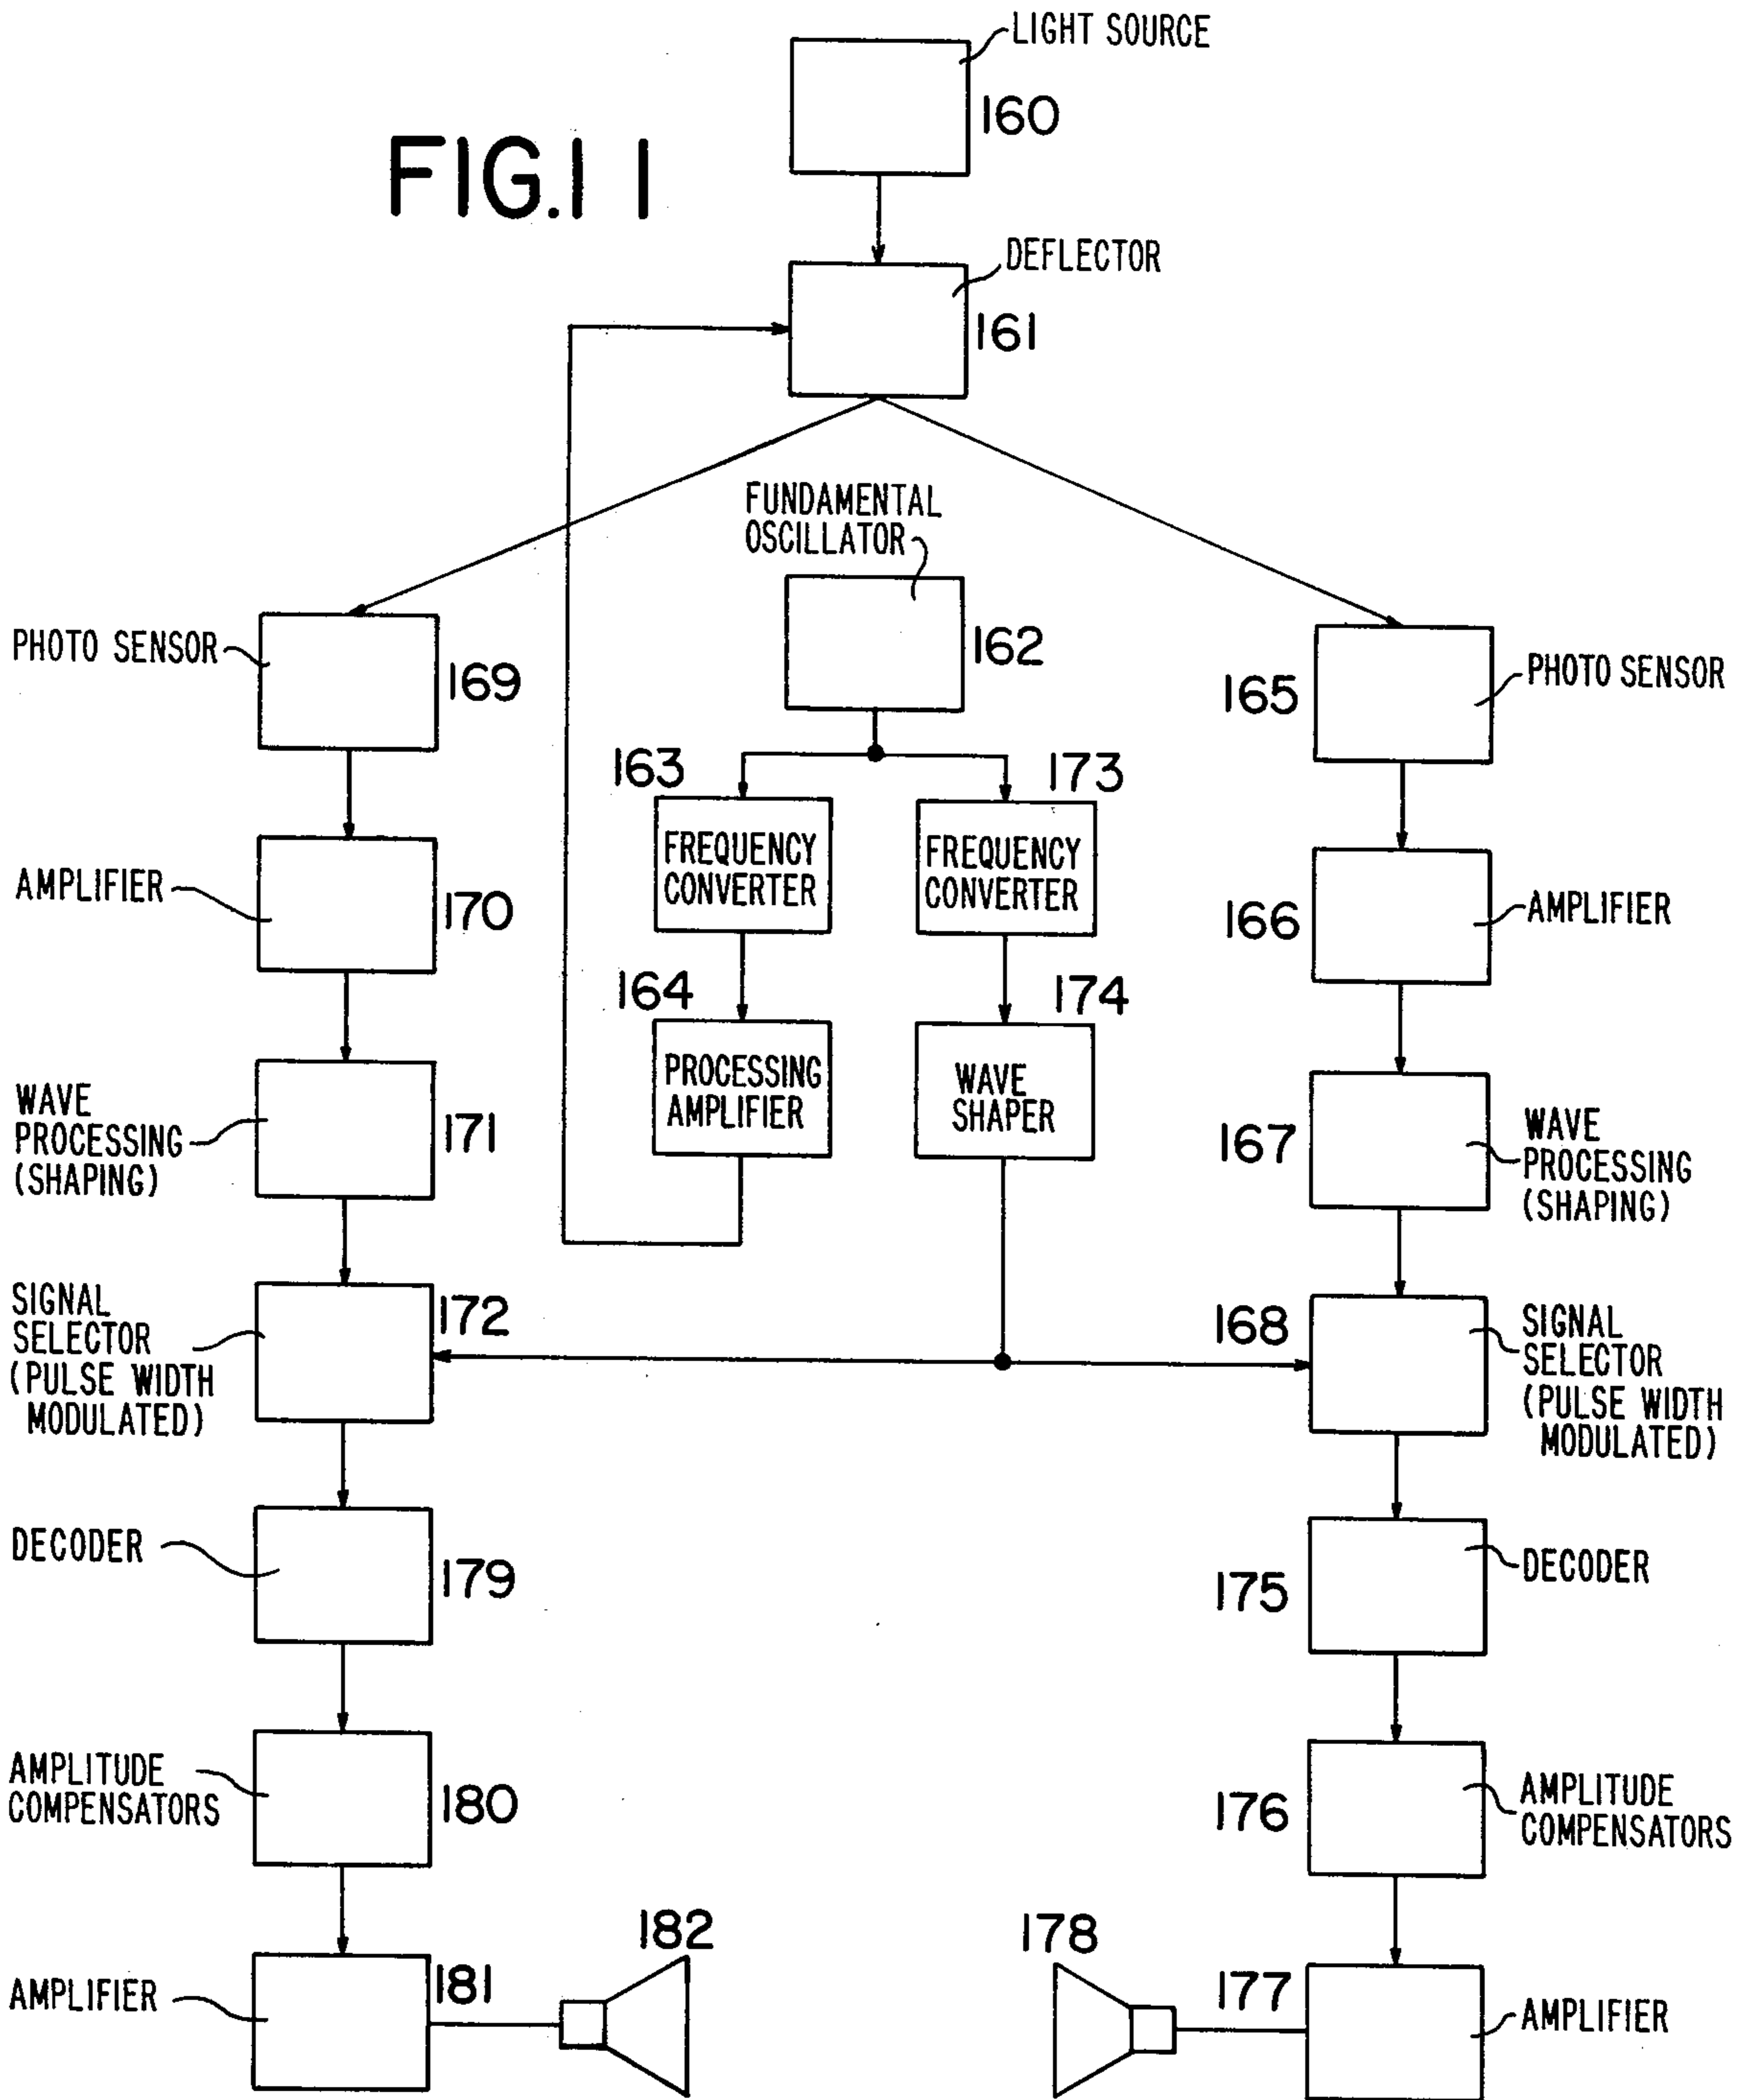 LIGHT SOURCE
160
FIG.11
DEFLECTOR
161
FUNDAMENTAL
OSCILLATOR
162
PHOTO SENSOR
169
165
PHOTO SENSOR
163
173
FREQUENCY
CONVERTER
FREQUENCY
CONVERTER
AMPLIFIER
170
166
AMPLIFIER
164
174
PROCESSING
AMPLIFIER
WAVE
SHAPER
WAVE
PROCESSING
(SHAPING)
171
167
WAVE
PROCESSING
(SHAPING)
SIGNAL
SELECTOR
(PULSE WIDTH
MODULATED)
172
168
SIGNAL
SELECTOR
(PULSE WIDTH
MODULATED)
DECODER
179
175
DECODER
AMPLITUDE
COMPENSATORS
180
176
AMPLITUDE
COMPENSATORS
182
178
AMPLIFIER
181
177
AMPLIFIER